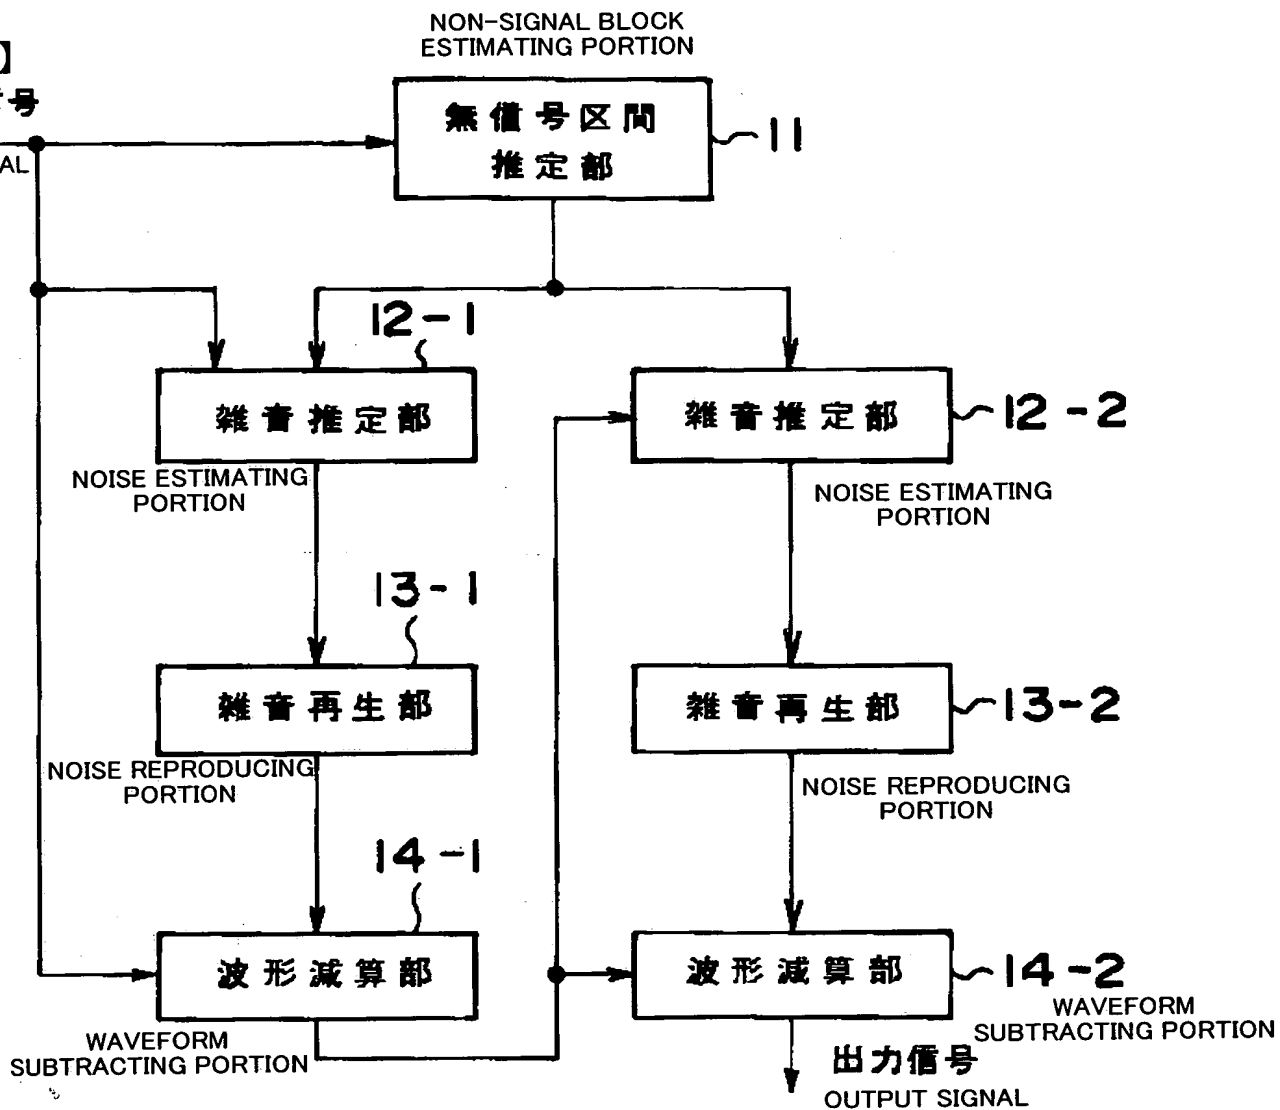 NON-SIGNAL BLOCK
ESTIMATING PORTION
】
号
AL
無信号区間
推定部
11
12-1
雑音推定部
NOISE ESTIMATING
PORTION
雑音推定部
12-2
NOISE ESTIMATING
PORTION
13-1
雑音再生部
NOISE REPRODUCING
PORTION
雑音再生部
13-2
NOISE REPRODUCING
PORTION
14-1
波形減算部
WAVEFORM
SUBTRACTING PORTION
波形減算部
14-2
WAVEFORM
SUBTRACTING PORTION
出力信号
OUTPUT SIGNAL